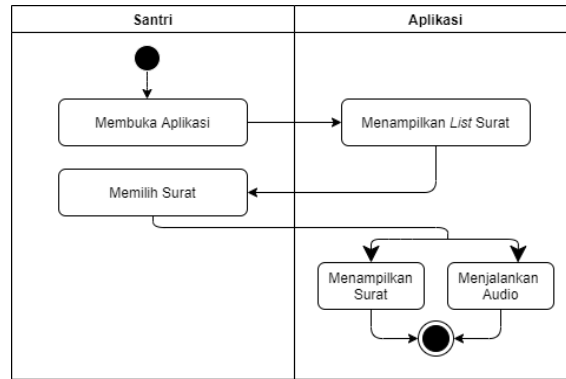 Santri
Aplikasi
Membuka Aplikasi
Menampilkan List Surat
Memilih Surat
Menampilkan
Surat
Menjalankan
Audio